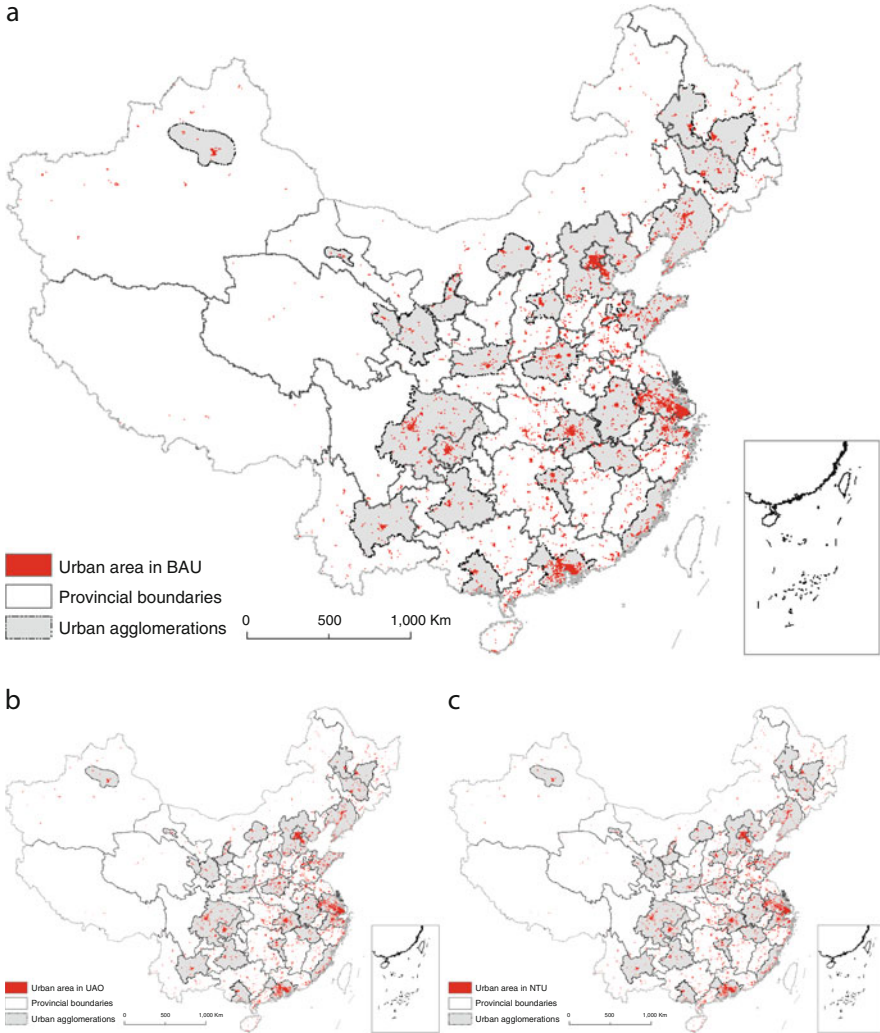 a
Urban area in BAU
Provincial boundaries
Urban agglomerations
0 500 1,000 Km
b
c
Urban area in UAO
Provincial boundaries
Urban agglomerations
0 500 1,000 Km
Urban area in NTU
Provincial boundaries
Urban agglomerations
0 500 1,000 Km